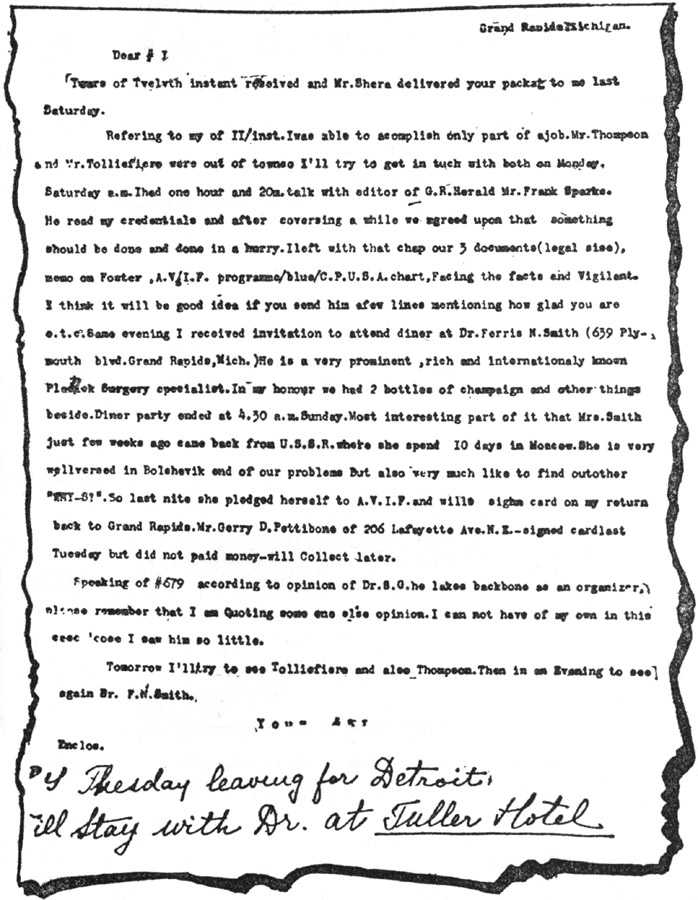 Grand Rapids Michigan.
Dear # I
Yours of Twelvth instant received and Mr.Shera delivered your packet to me last
Saturday.
Refering to my of II/inst.Iwas able to acomplish only part of ajob.Mr.Thompson
and Mr.Tolliefiere were out of townso I'll try to get in tuch with both on Monday.
Saturday a.m.Ihed one hour and 20m.talk with editor of G.R.Herald Mr.Frank Sparks.
He read my credentials and after coversing a while we agreed upon that something
should be done and done in a hurry.Ileft with that chap our 3 documents(legal size),
memo on Foster ,A.V.I.F. programme/blue/C.P.U.S.A.chart,Facing the facts and Vigilant.
I think it will be good idea if you send him afew lines mentioning how glad you are
e.t.c.Same evening I received invitation to attend diner at Dr.Ferris N.Smith (639 Ply-
mouth blvd.Grand Rapids,Mich.)He is a very prominent ,rich and internationaly known
Surgery specialist.In my honour we had 2 bottles of champaign and other things
beside.Diner party ended at 4.30 a.m.Sunday.Most interesting part of it that Mrs.Smith
just few weeks ago came back from U.S.S.R.where she spend 10 days in Moscow.She is very
wellversed in Bolshevik end of our problems But also very much like to find outother
"WHY-S?".So last nite she pledged herself to A.V.I.F.and wills sighn card on my return
back to Grand Rapids.Mr.Gerry D.Pettibone of 206 Lafayette Ave.N.E.-signed cardlast
Tuesday but did not paid money-will Collect later.
Speaking of #679 according to opinion of Dr.S.G.he lakes backbone as an organizer,
please remember that I am Quoting some one else opinion.I can not have of my own in this
'cose I saw him so little.
Tomorrow I'lltry to see Tolliefiere and also Thompson.Then in an Evening to see
again Dr. F.N.Smith.
Your
Enclos.
Tuesday leaving for Detroit,
ill Stay with Dr. at Tuller Hotel